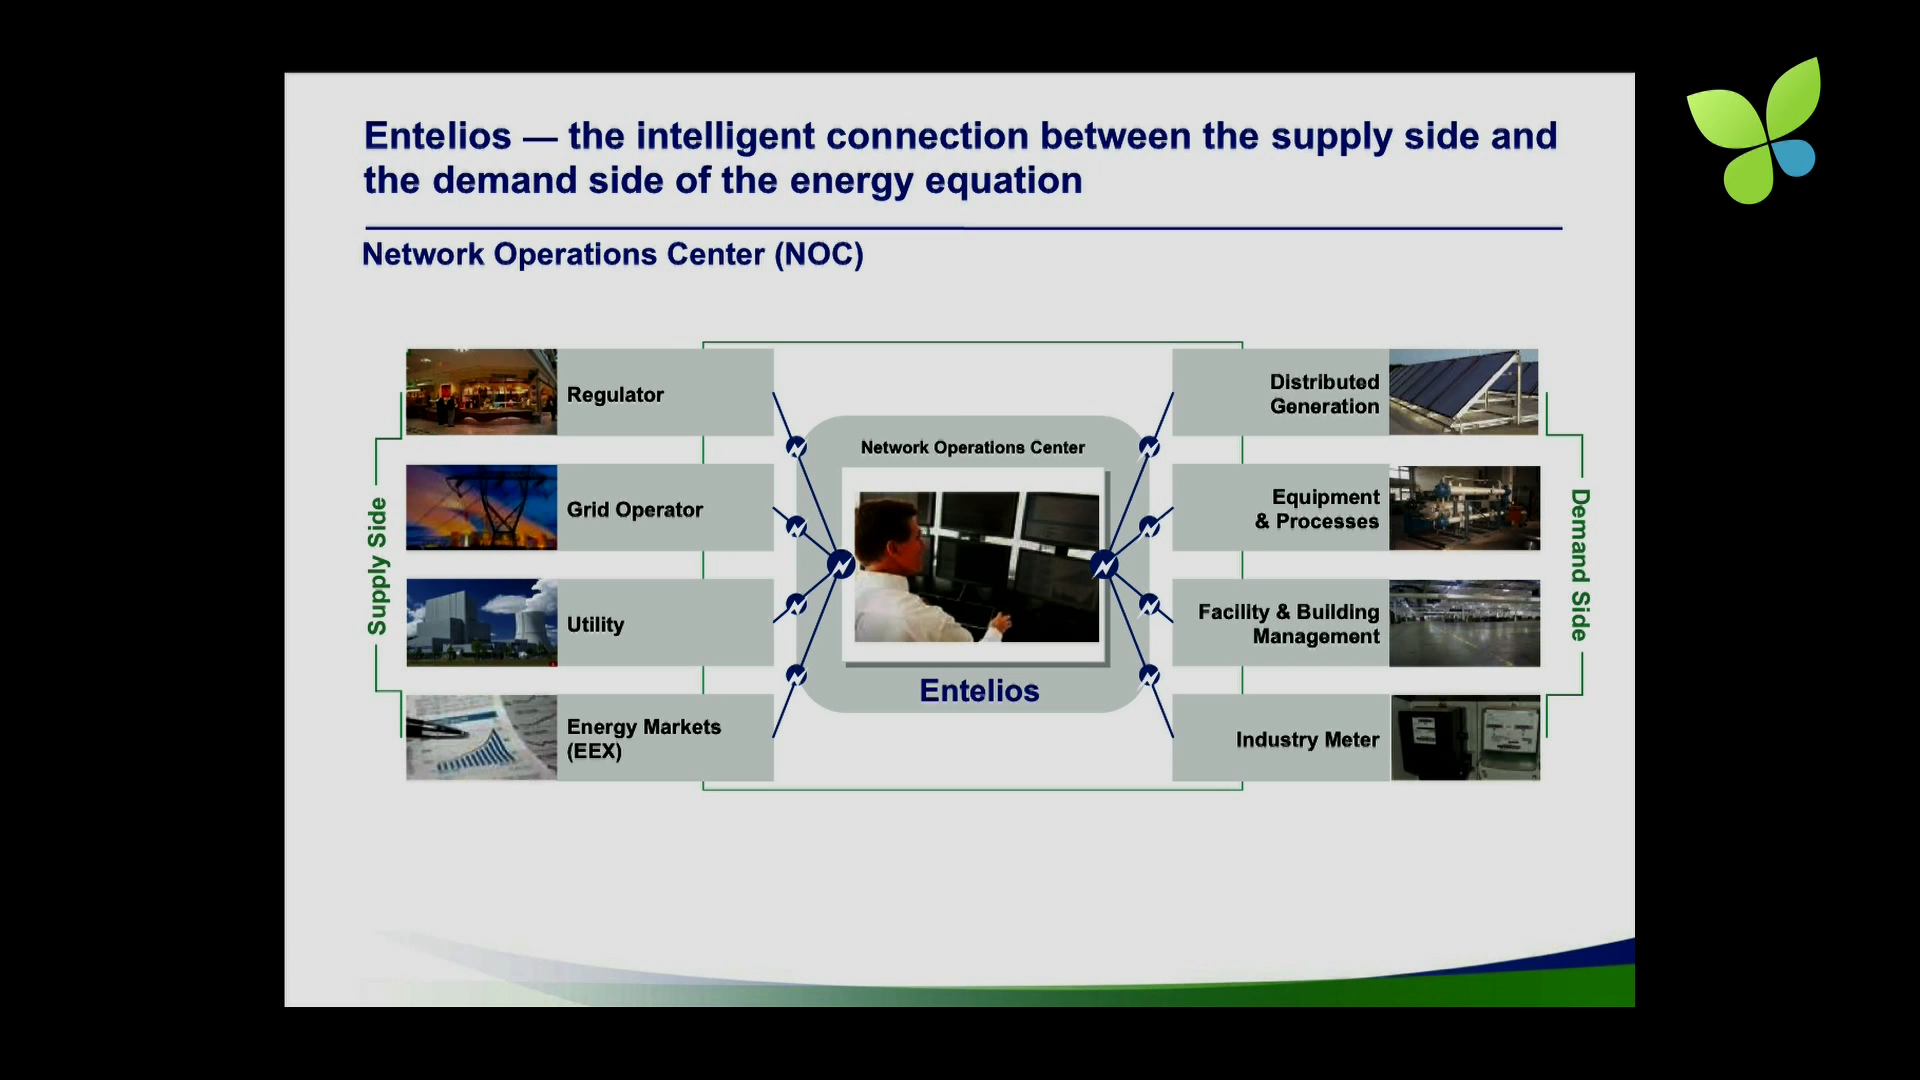 Entelios — the intelligent connection between the supply side and
the demand side of the energy equation
Network Operations Center (NOC)
Supply Side
Regulator
Grid Operator
Utility
Energy Markets
(EEX)
Network Operations Center
Entelios
Distributed
Generation
Equipment
& Processes
Facility & Building
Management
Industry Meter
Demand Side